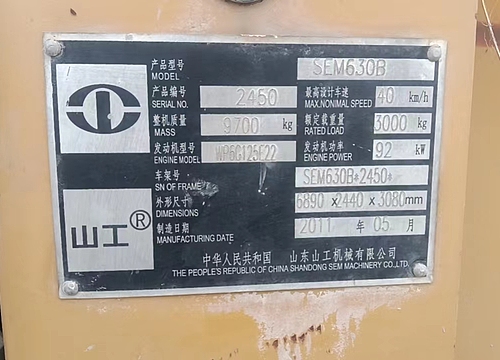 产品型号 SEM630B
MODEL
产品编号 2450 最高设计车速 40 km/h
SERIAL NO. MAX.NONIMAL SPEED
整机质量 9700 kg 额定载重量 3000 kg
MASS RATED LOAD
发动机型号 WP6G125E22 发动机功率 92 kW
ENGINE MODEL ENGINE POWER
车架号 SEM630B*2450*
SN OF FRAME
外形尺寸 6890 x 2440 x 3080 mm
DIMENSIONS
制造日期 2011 年 05 月
MANUFACTURING DATE
山工®
中华人民共和国 山东山工机械有限公司
THE PEOPLE'S REPUBLIC OF CHINA SHANDONG SEM MACHINERY CO.,LTD.